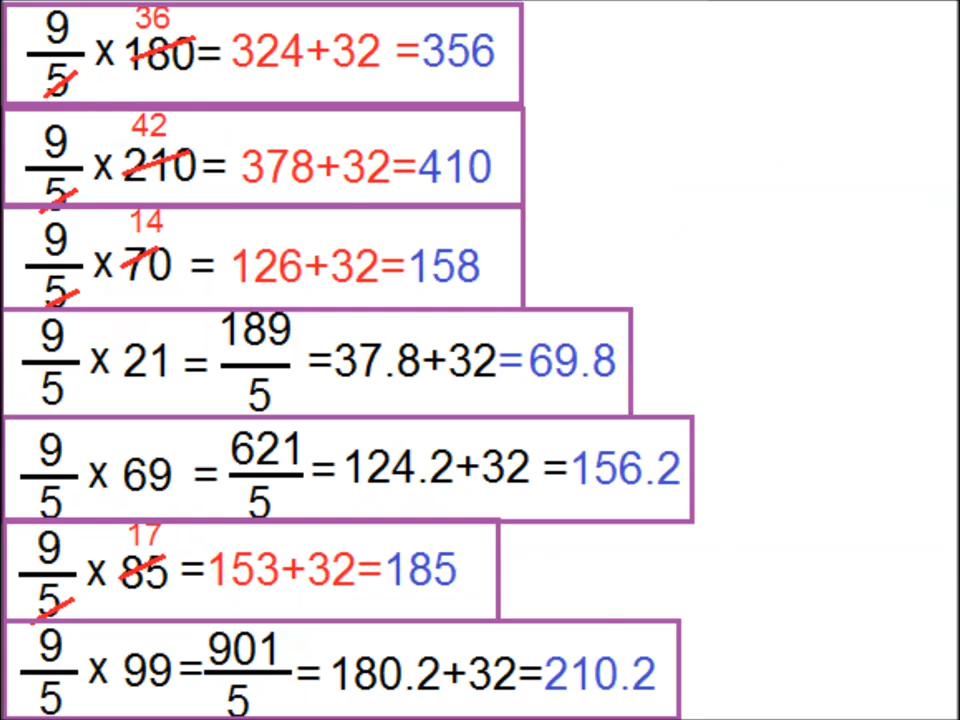 36
9/5 x 180= 324+32 =356
42
9/5 x 210= 378+32=410
14
9/5 x 70 = 126+32=158
9/5 x 21 = 189/5 =37.8+32=69.8
9/5 x 69 = 621/5 = 124.2+32 =156.2
17
9/5 x 85 =153+32=185
9/5 x 99=901/5 = 180.2+32=210.2